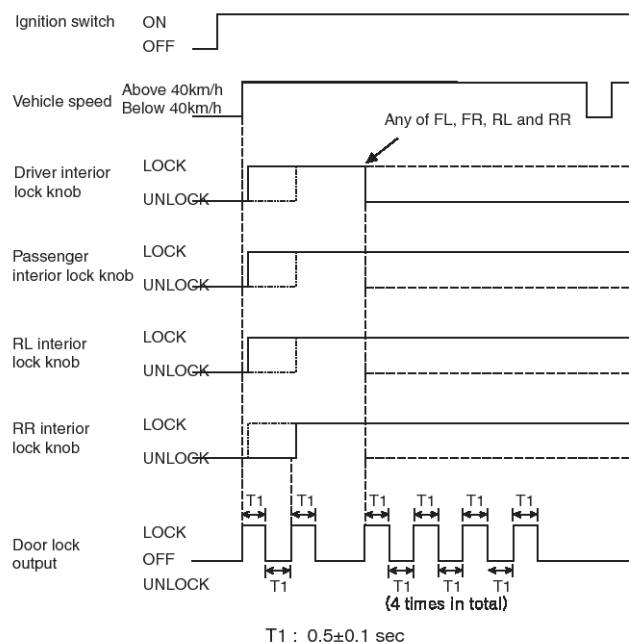 Ignition switch
ON
OFF
Vehicle speed
Above 40km/h
Below 40km/h
Any of FL, FR, RL and RR
Driver interior
lock knob
LOCK
UNLOCK
Passenger
interior lock knob
LOCK
UNLOCK
RL interior
lock knob
LOCK
UNLOCK
RR interior
lock knob
LOCK
UNLOCK
T1 T1 T1 T1 T1 T1
Door lock
output
LOCK
OFF
UNLOCK
T1 T1 T1 T1
(4 times in total)
T1 : 0.5±0.1 sec